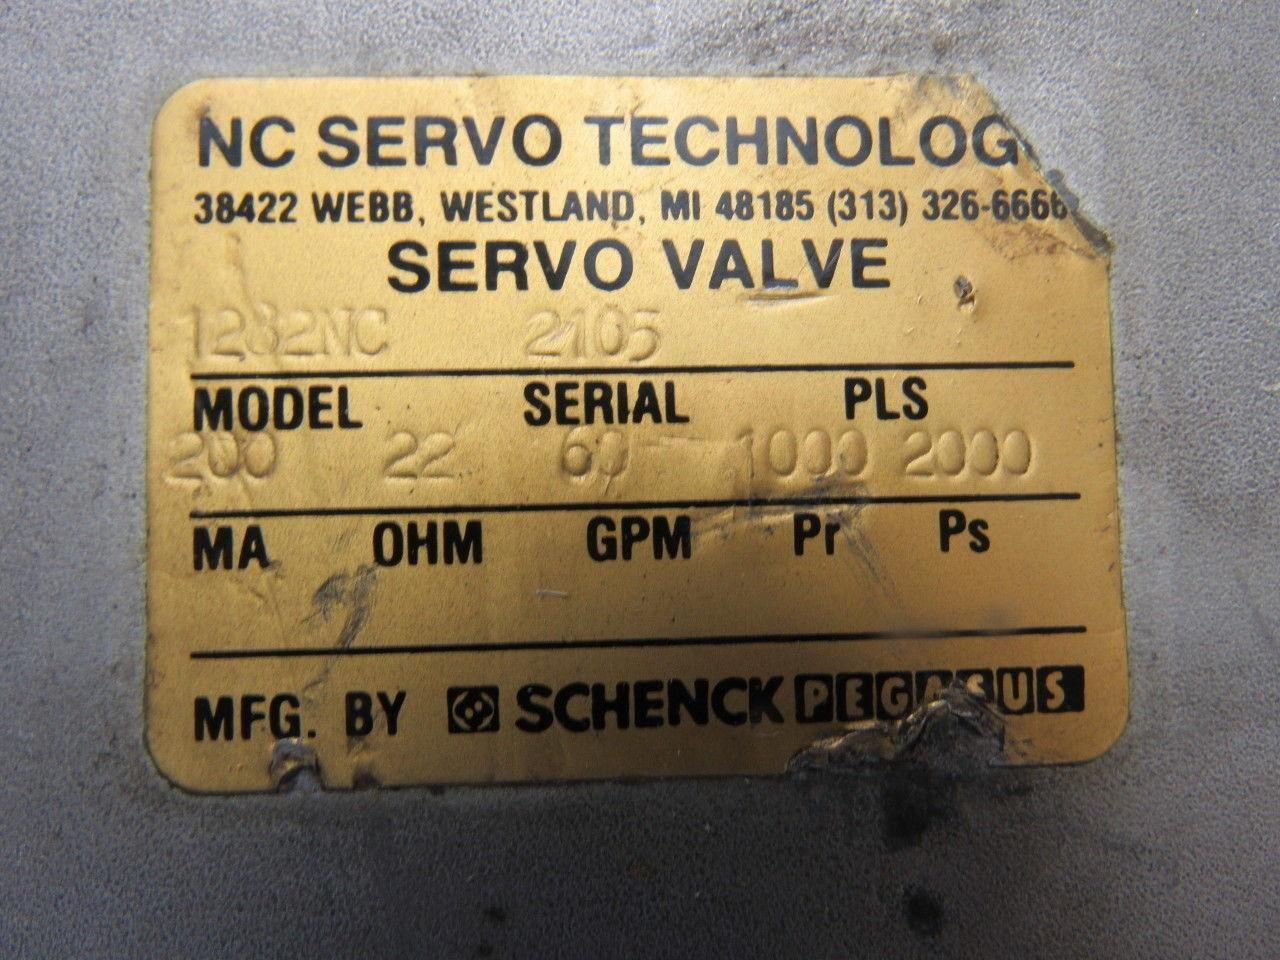 NC SERVO TECHNOLOG
38422 WEBB, WESTLAND, MI 48185 (313) 326-6666
SERVO VALVE
1282NC 2105
MODEL SERIAL PLS
200 22 60 1000 2000
MA OHM GPM Pr Ps
MFG. BY SCHENCK PEGASUS